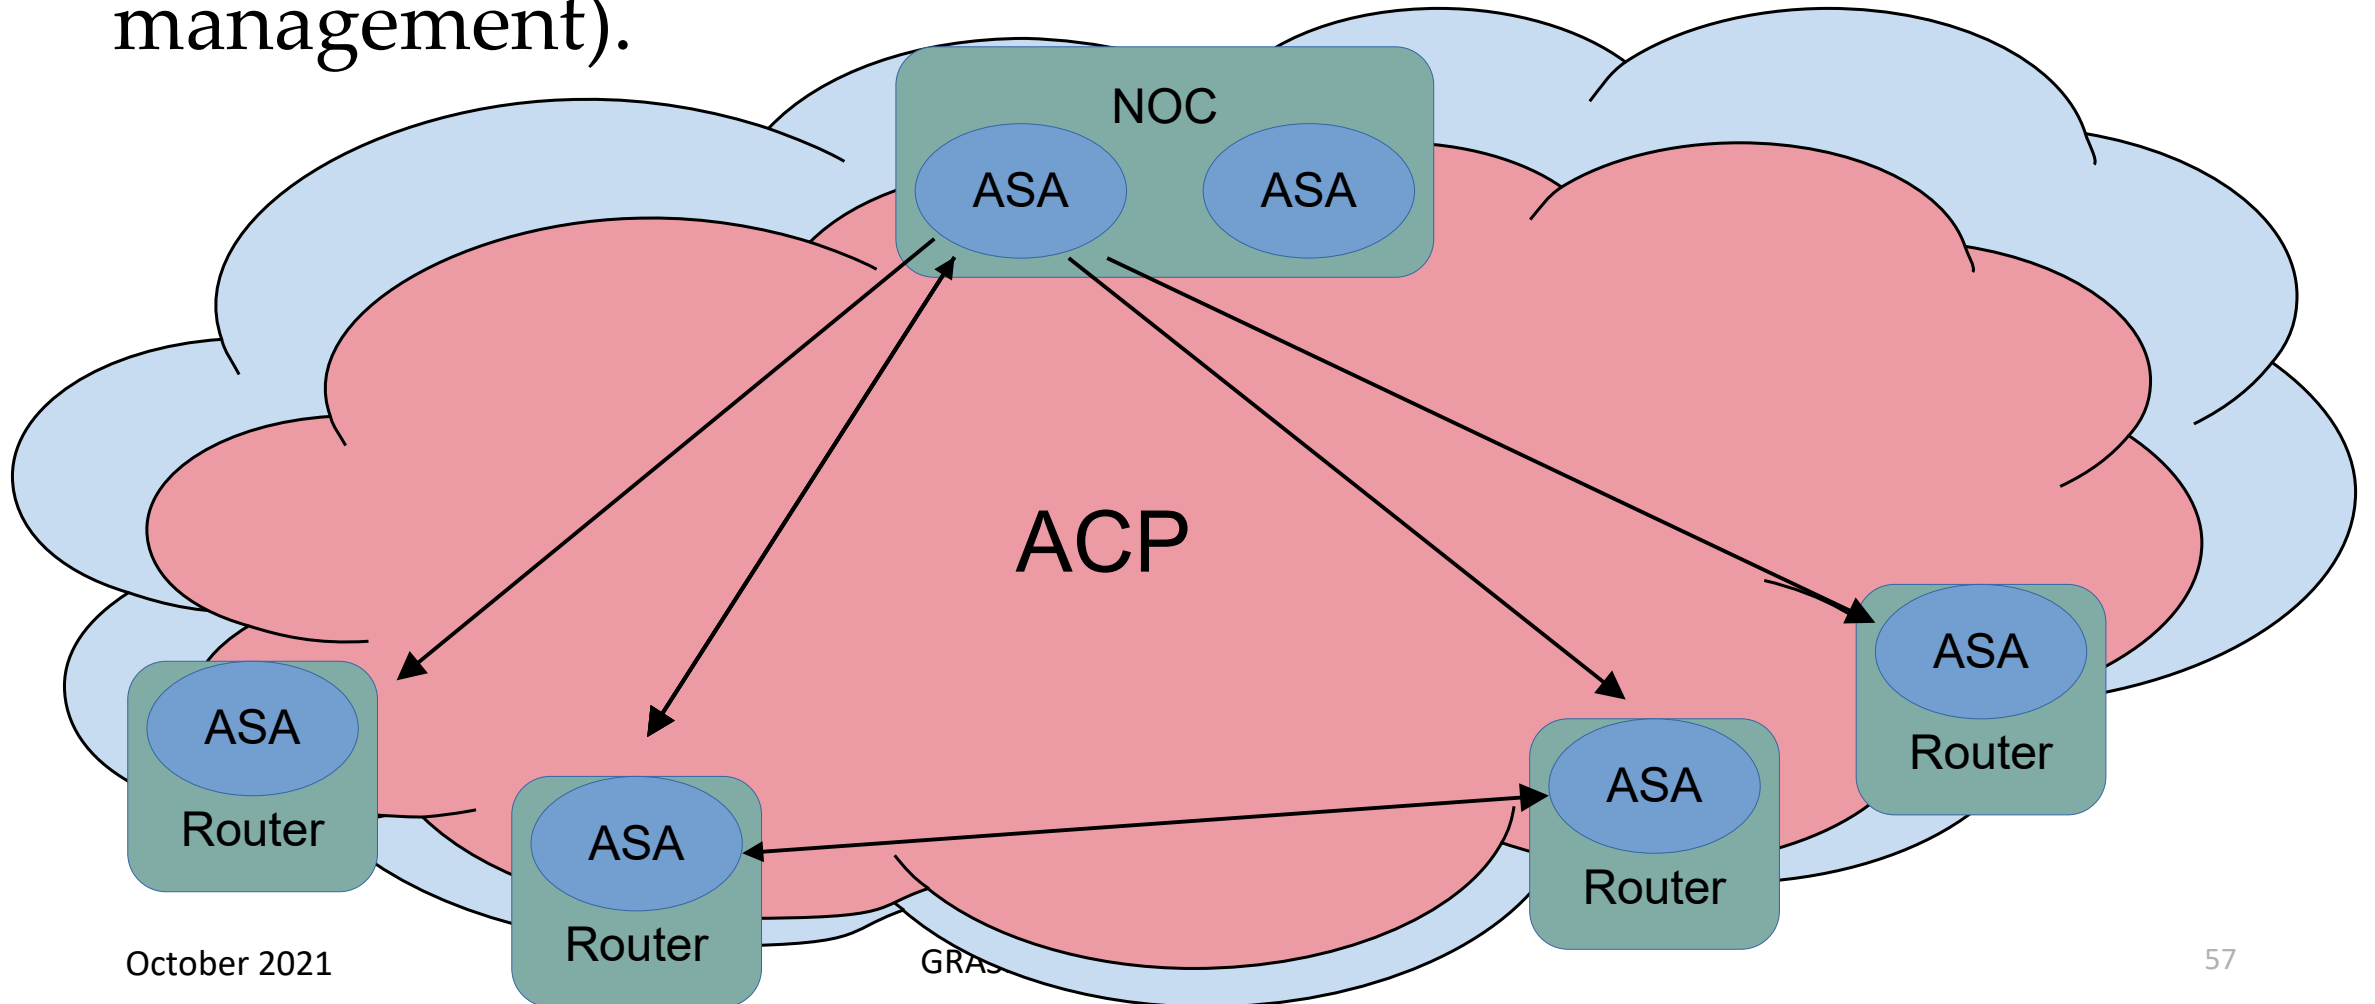 management).
NOC
ASA
ASA
ACP
ASA
Router
ASA
Router
ASA
Router
ASA
Router
October 2021
57